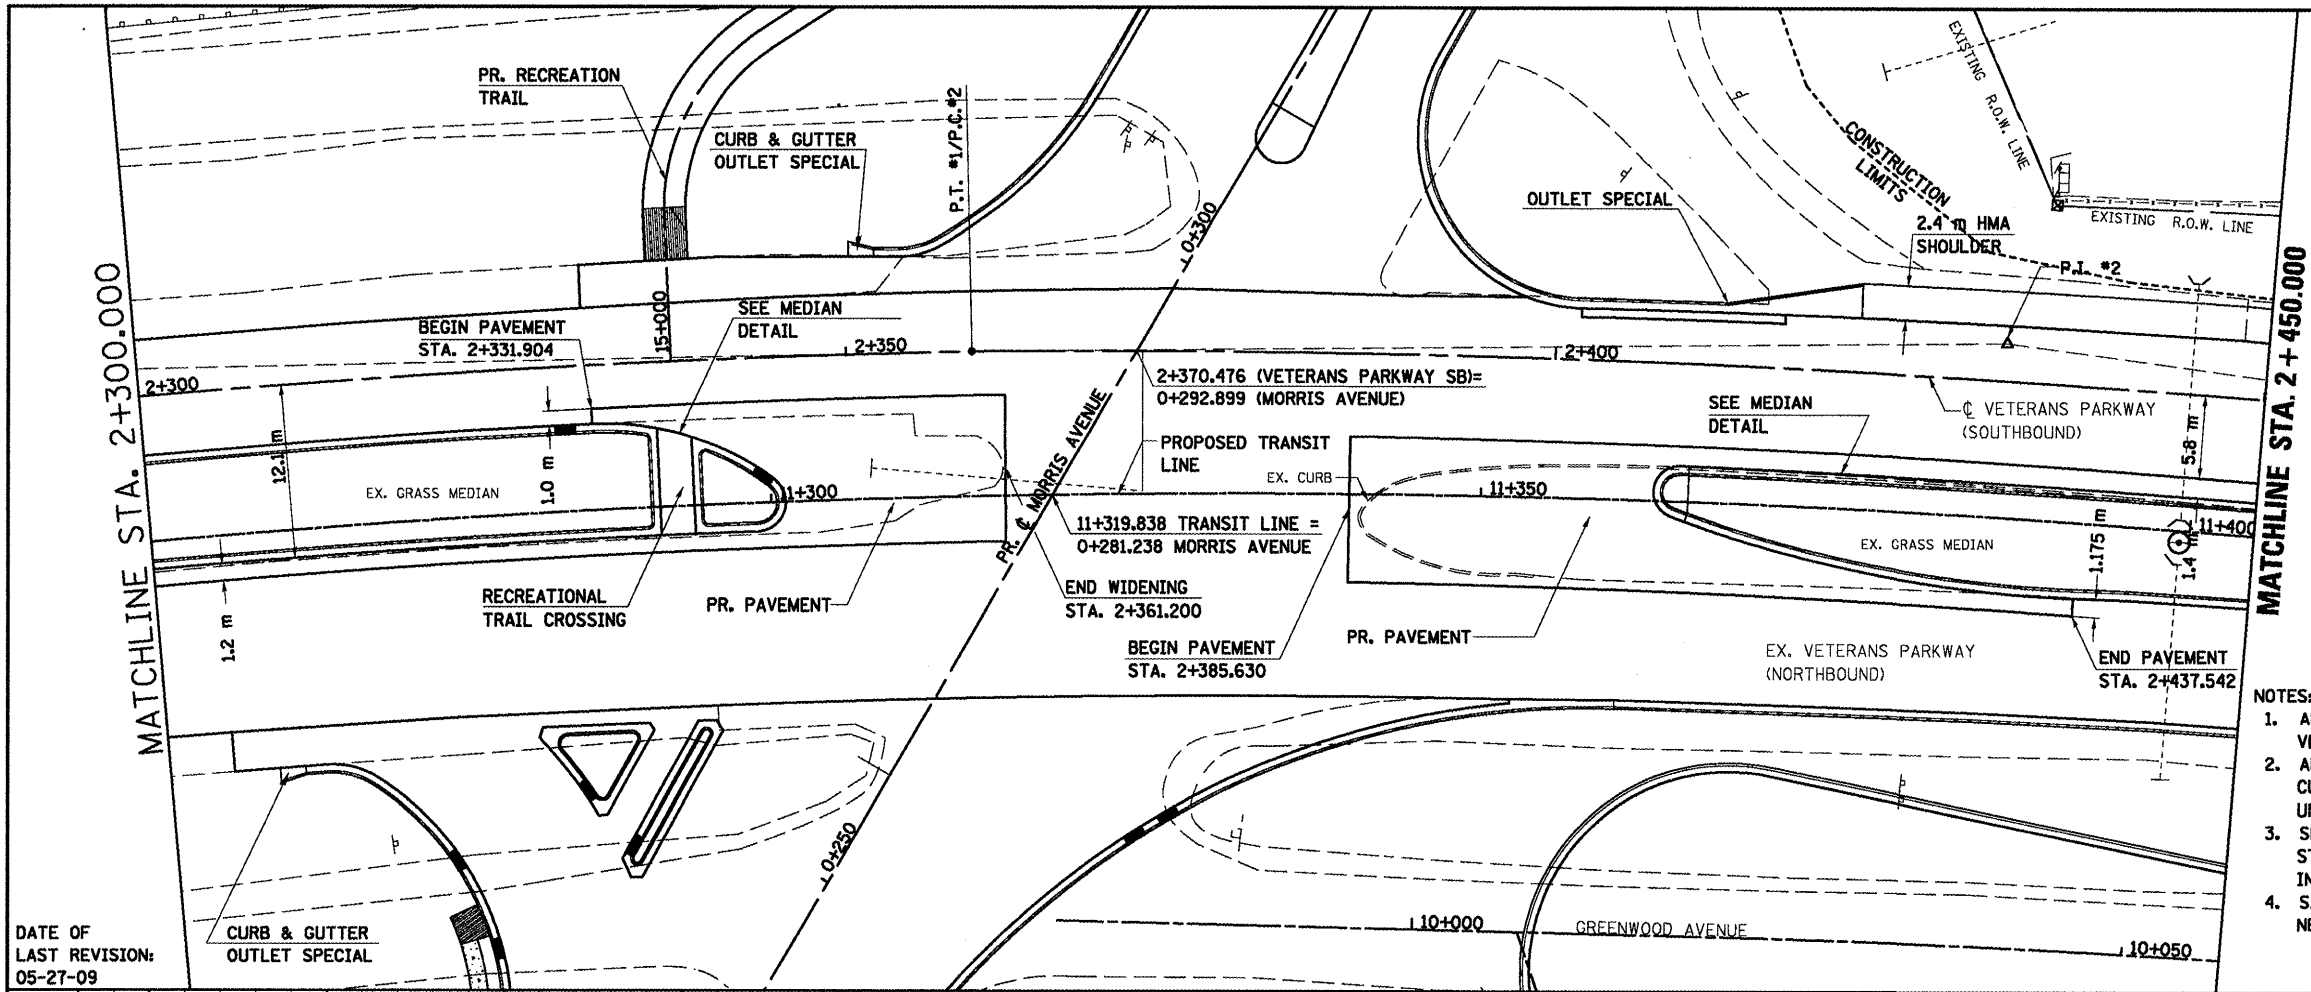 MATCHLINE STA. 2+300.000
PR. RECREATION
TRAIL
CURB & GUTTER
OUTLET SPECIAL
P.T. #1/P.C.#2
0+300
OUTLET SPECIAL
CONSTRUCTION
LIMITS
EXISTING R.O.W. LINE
EXISTING R.O.W. LINE
2.4 m HMA
SHOULDER
P.I. #2
MATCHLINE STA. 2+450.000
BEGIN PAVEMENT
STA. 2+331.904
15+000
SEE MEDIAN
DETAIL
2+300
2+350
2+400
2+370.476 (VETERANS PARKWAY SB)=
0+292.899 (MORRIS AVENUE)
℄ VETERANS PARKWAY
(SOUTHBOUND)
SEE MEDIAN
DETAIL
5.8 m
12.1 m
1.0 m
EX. GRASS MEDIAN
11+300
PR. ℄ MORRIS AVENUE
PROPOSED TRANSIT
LINE
EX. CURB
11+350
11+400
11+319.838 TRANSIT LINE =
0+281.238 MORRIS AVENUE
EX. GRASS MEDIAN
1.175 m
1.4 m
1.2 m
RECREATIONAL
TRAIL CROSSING
PR. PAVEMENT
END WIDENING
STA. 2+361.200
BEGIN PAVEMENT
STA. 2+385.630
PR. PAVEMENT
EX. VETERANS PARKWAY
(NORTHBOUND)
END PAVEMENT
STA. 2+437.542
NOTES:
1.
2.
3.
4.
0+250
10+000
GREENWOOD AVENUE
10+050
CURB & GUTTER
OUTLET SPECIAL
DATE OF
LAST REVISION:
05-27-09